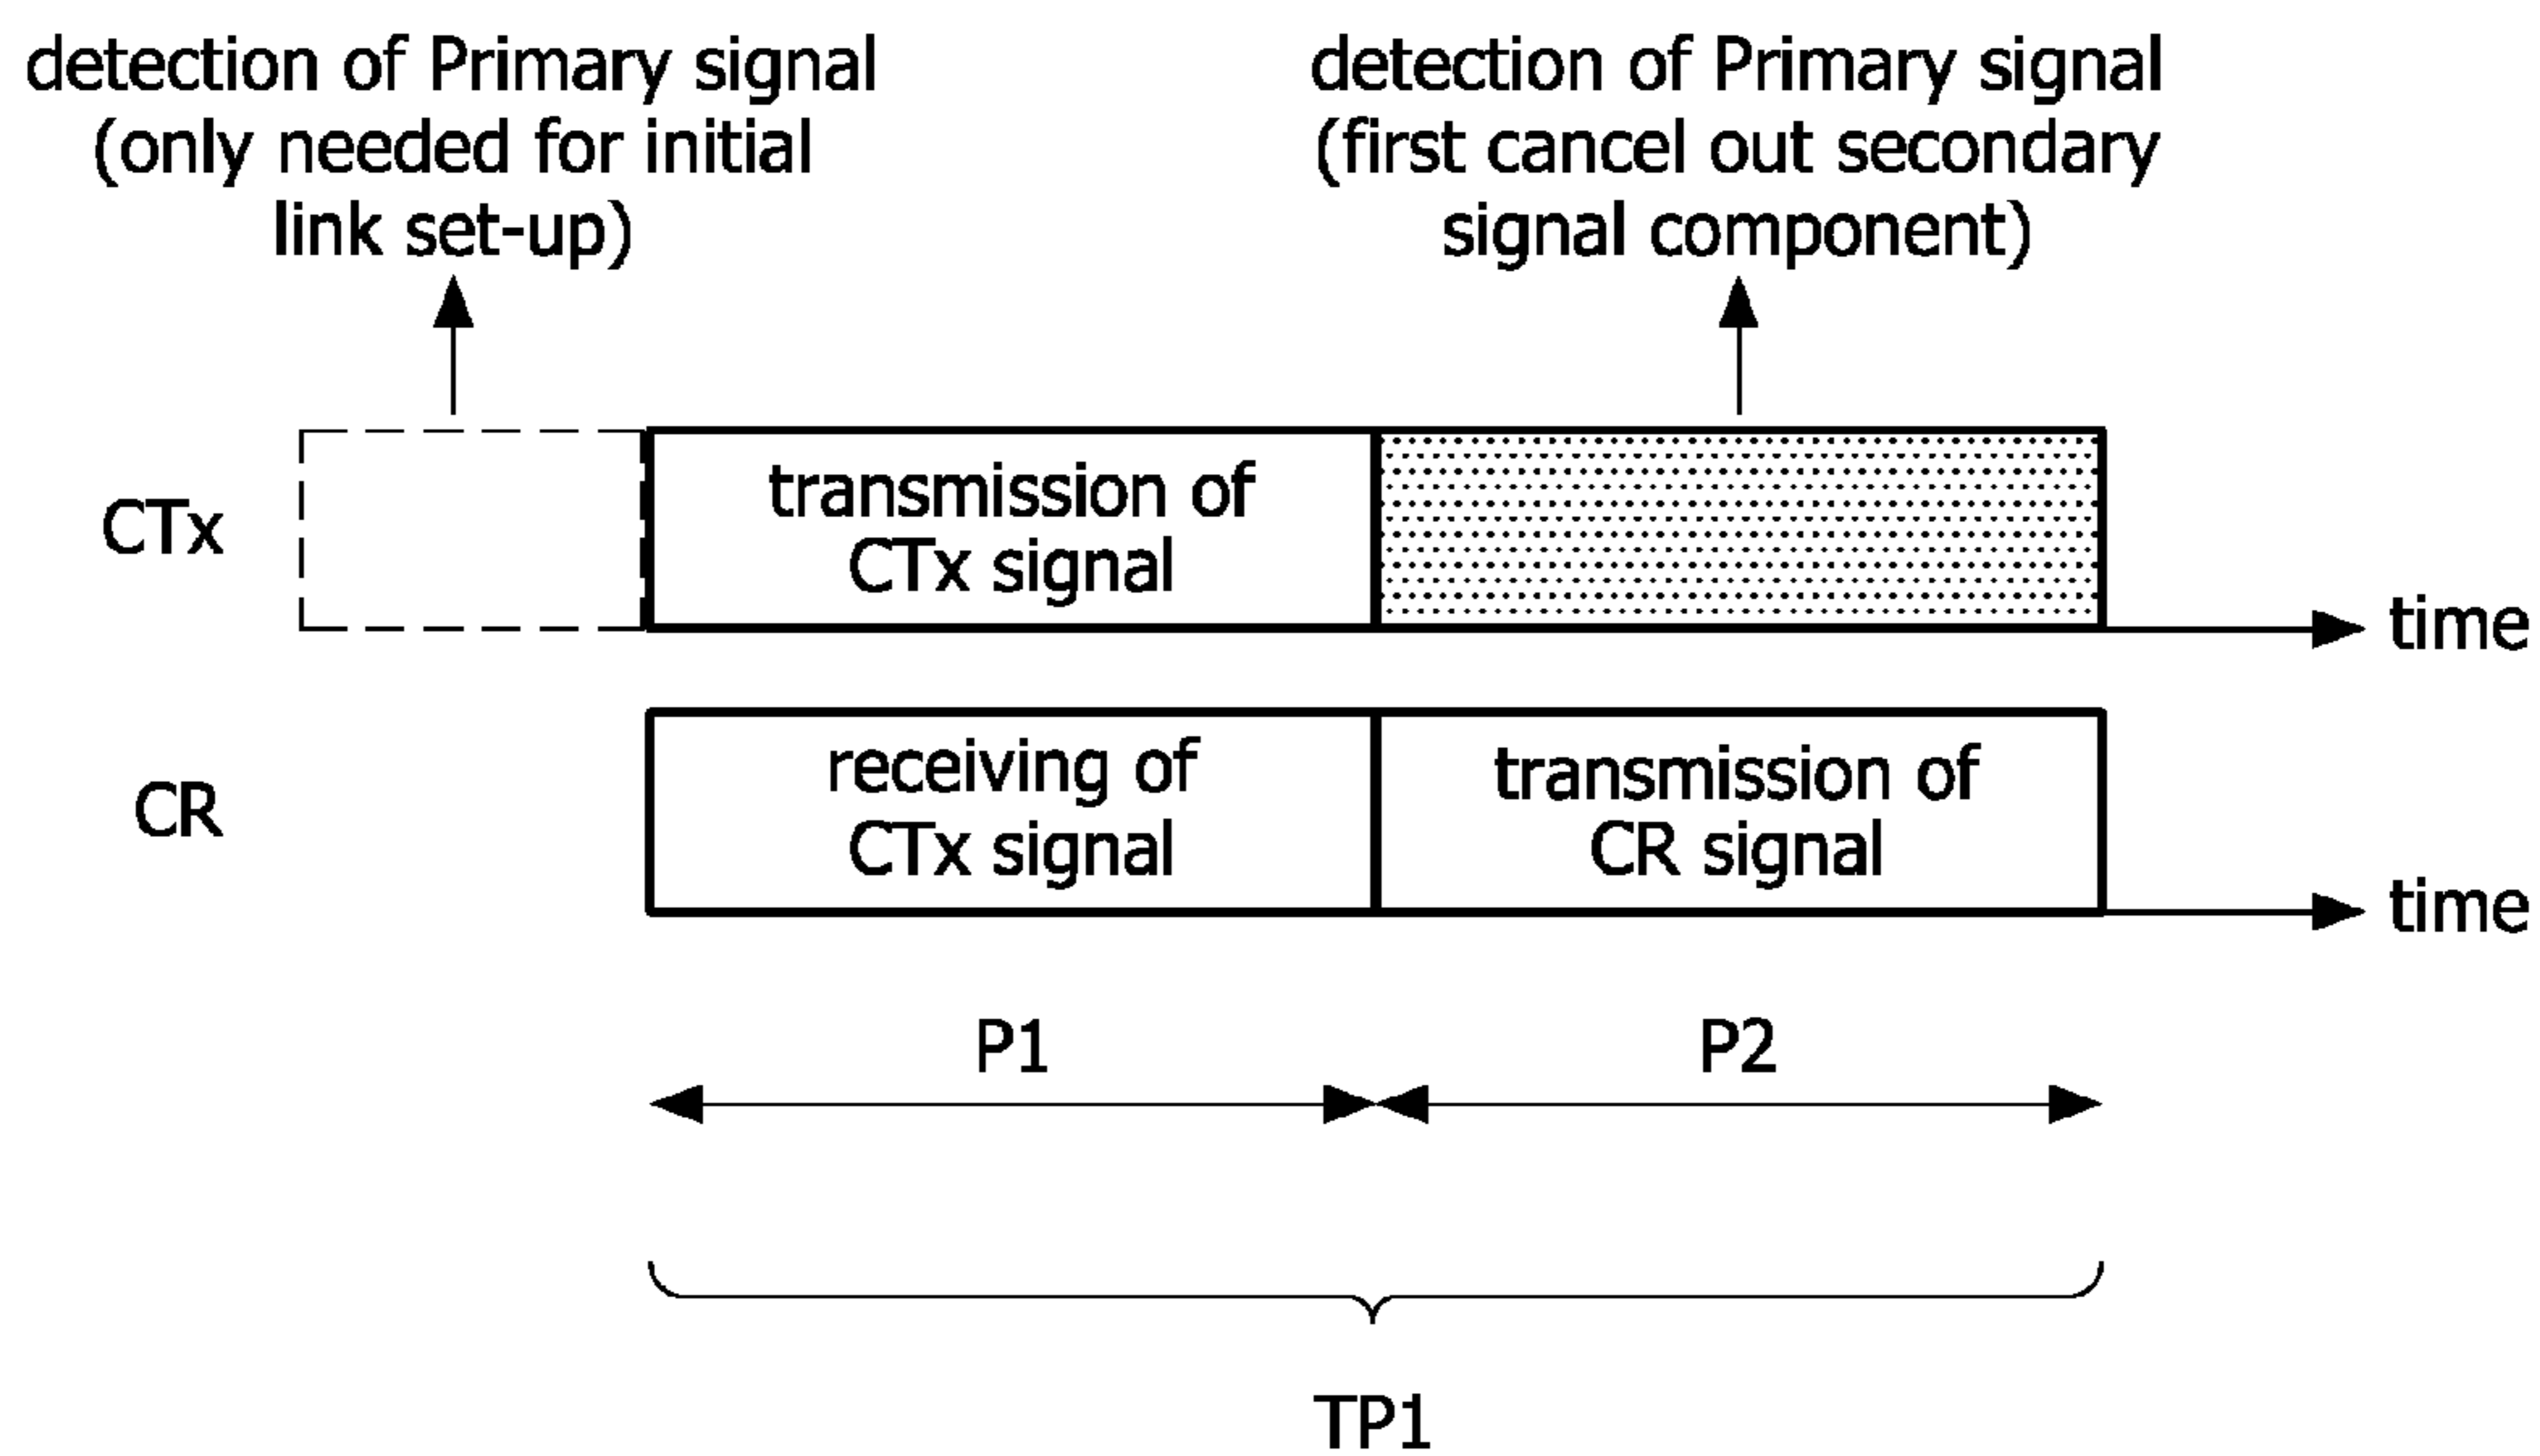 detection of Primary signal
(only needed for initial
link set-up)
detection of Primary signal
(first cancel out secondary
signal component)
CTx
transmission of
CTx signal
time
CR
receiving of
CTx signal
transmission of
CR signal
time
P1
P2
TP1